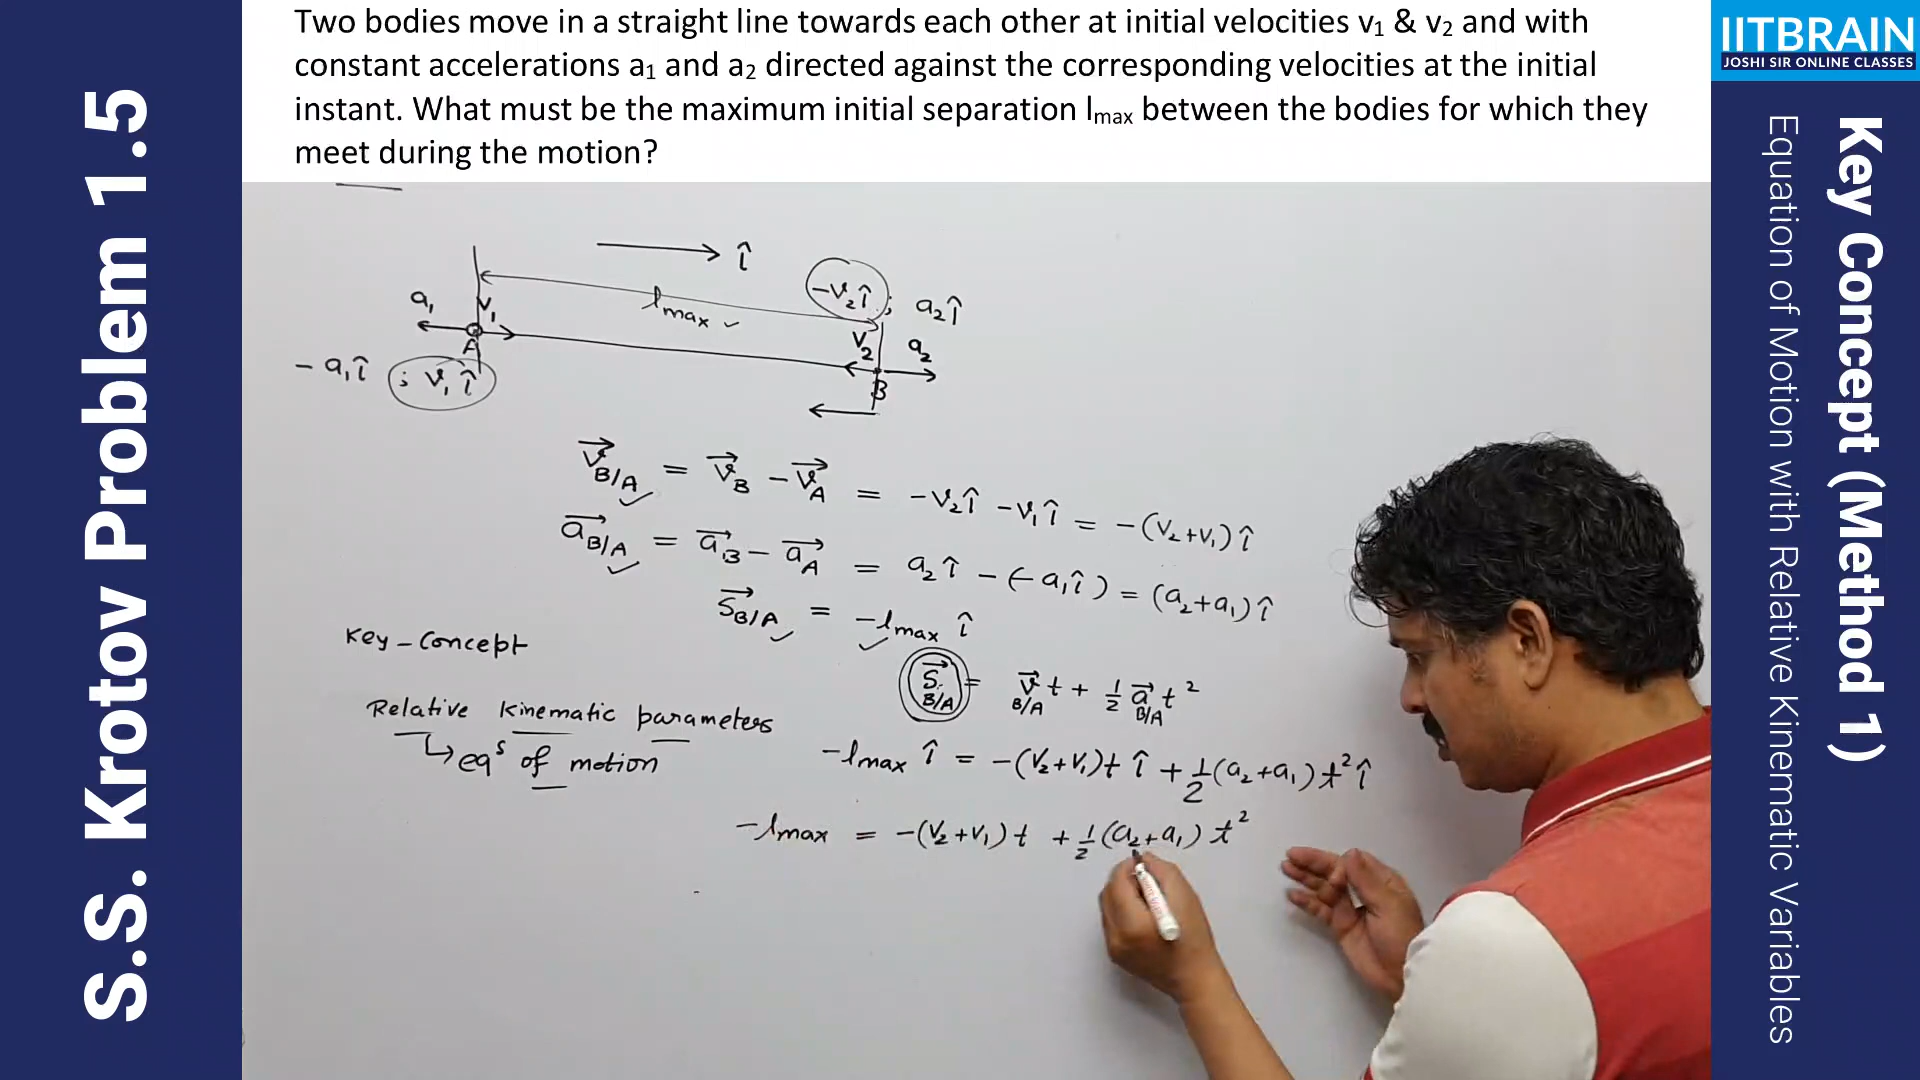 Two bodies move in a straight line towards each other at initial velocities v₁ & v₂ and with
constant accelerations a₁ and a₂ directed against the corresponding velocities at the initial
instant. What must be the maximum initial separation lₘₐₓ between the bodies for which they
meet during the motion?
IITBRAIN
JOSHI SIR ONLINE CLASSES
S.S. Krotov Problem 1.5
Key Concept (Method 1)
Equation of Motion with Relative Kinematic Variables
î
-v₂î ; a₂î
lmax ✓
a₁ v₁
v₂ a₂
A
B
- a₁î ; v₁î
v⃗B/A = v⃗B - v⃗A = -v₂î - v₁î = -(v₂+v₁)î
a⃗B/A = a⃗B - a⃗A = a₂î - (-a₁î) = (a₂+a₁)î
S⃗B/A = -lmax î
Key-Concept
S⃗B/A = v⃗B/A t + 1/2 a⃗B/A t²
Relative Kinematic parameters
↳ eqˢ of motion
-lmax î = -(v₂+v₁)t î + 1/2(a₂+a₁)t²î
-lmax = -(v₂+v₁)t + 1/2(a₂+a₁)t²